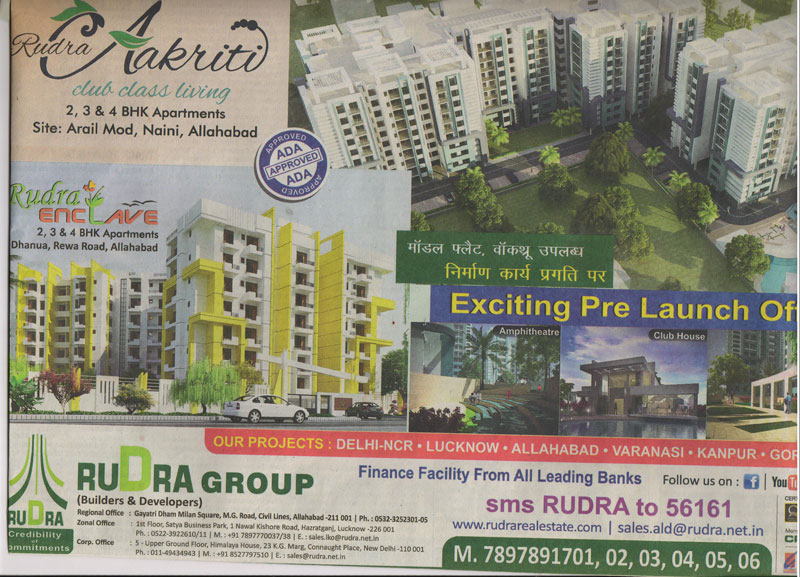 Rudra Aakriti
club class living
2, 3 & 4 BHK Apartments
Site: Arail Mod, Naini, Allahabad
APPROVED
ADA
APPROVED
ADA
APPROVED
Rudra
ENCLAVE
2, 3 & 4 BHK Apartments
Dhanua, Rewa Road, Allahabad
मॉडल फ्लैट, वॉकथ्रू उपलब्ध
निर्माण कार्य प्रगति पर
Exciting Pre Launch Of
Amphitheatre
Club House
OUR PROJECTS : DELHI-NCR • LUCKNOW • ALLAHABAD • VARANASI • KANPUR • GOR
RUDRA
Credibility
of
ommitments
RUDRA GROUP
(Builders & Developers)
Regional Office : Gayatri Dham Milan Square, M.G. Road, Civil Lines, Allahabad -211 001 | Ph. : 0532-3252301-05
Zonal Office : 1st Floor, Satya Business Park, 1 Nawal Kishore Road, Hazratganj, Lucknow -226 001
Ph. : 0522-3922610/11 | M. : +91 7897770037/38 | E. : sales.lko@rudra.net.in
Corp. Office : 5 - Upper Ground Floor, Himalaya House, 23 K.G. Marg, Connaught Place, New Delhi -110 001
Ph. : 011-49434943 | M. : +91 8527797510 | E. : sales@rudra.net.in
Finance Facility From All Leading Banks
Follow us on : f | You
sms RUDRA to 56161
www.rudrarealestate.com | sales.ald@rudra.net.in
M. 7897891701, 02, 03, 04, 05, 06
CERT